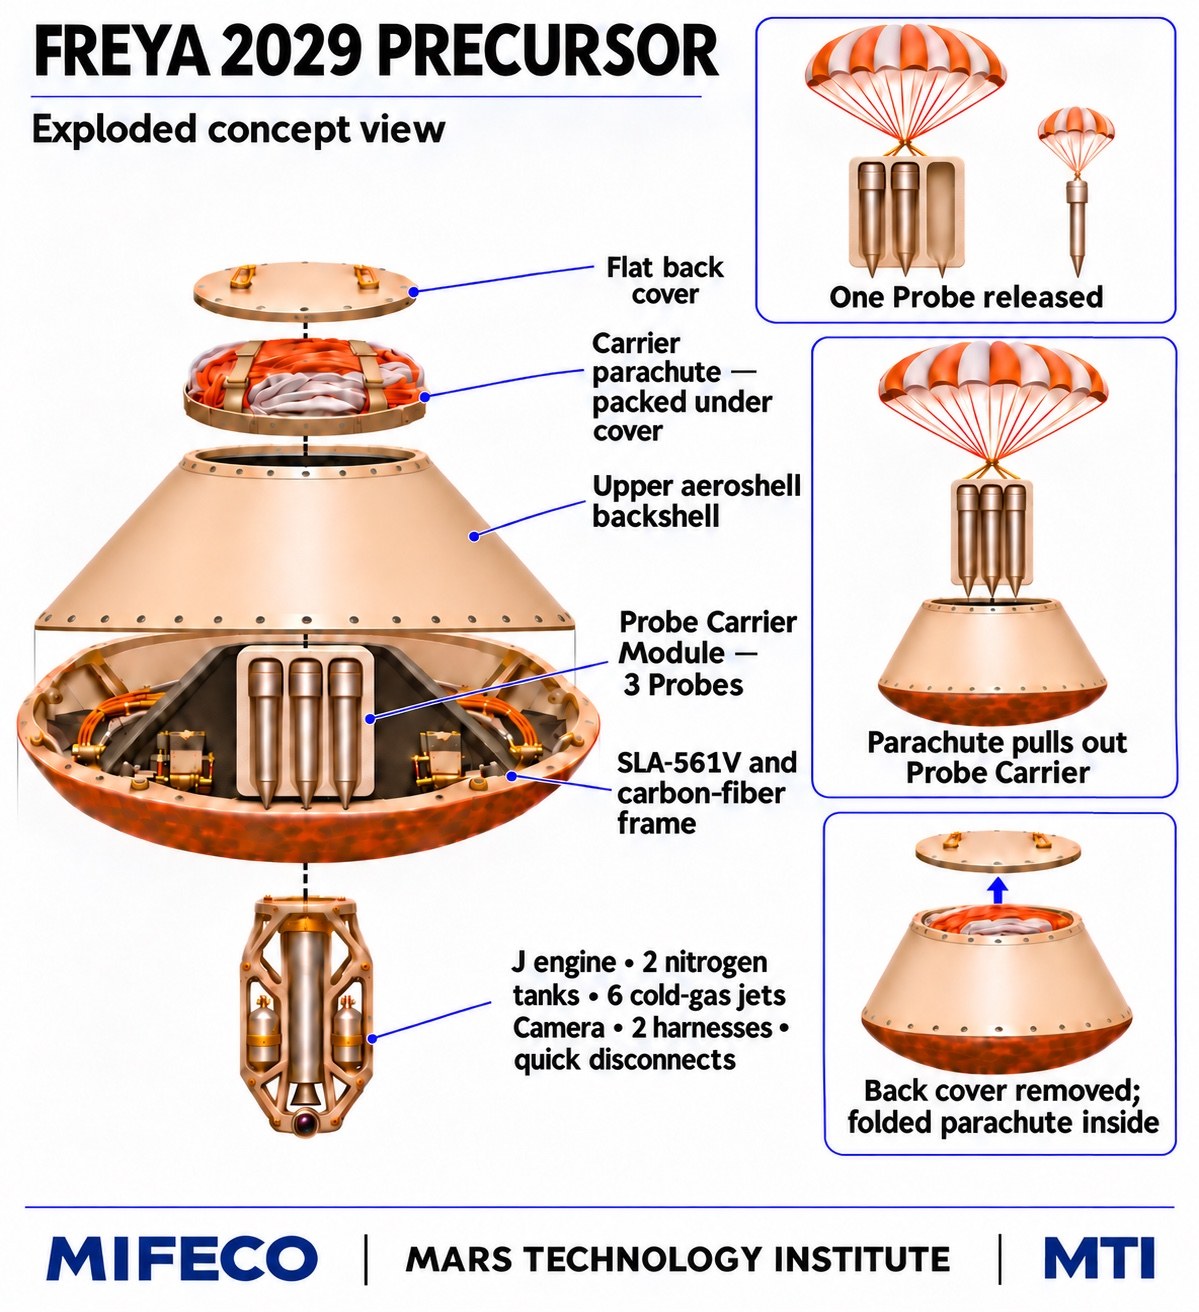 FREYA 2029 PRECURSOR
Exploded concept view
Flat back
cover
Carrier
parachute —
packed under
cover
Upper aeroshell
backshell
Probe Carrier
Module —
3 Probes
SLA-561V and
carbon-fiber
frame
J engine • 2 nitrogen
tanks • 6 cold-gas jets
Camera • 2 harnesses •
quick disconnects
One Probe released
Parachute pulls out
Probe Carrier
Back cover removed;
folded parachute inside
MIFECO | MARS TECHNOLOGY INSTITUTE | MTI